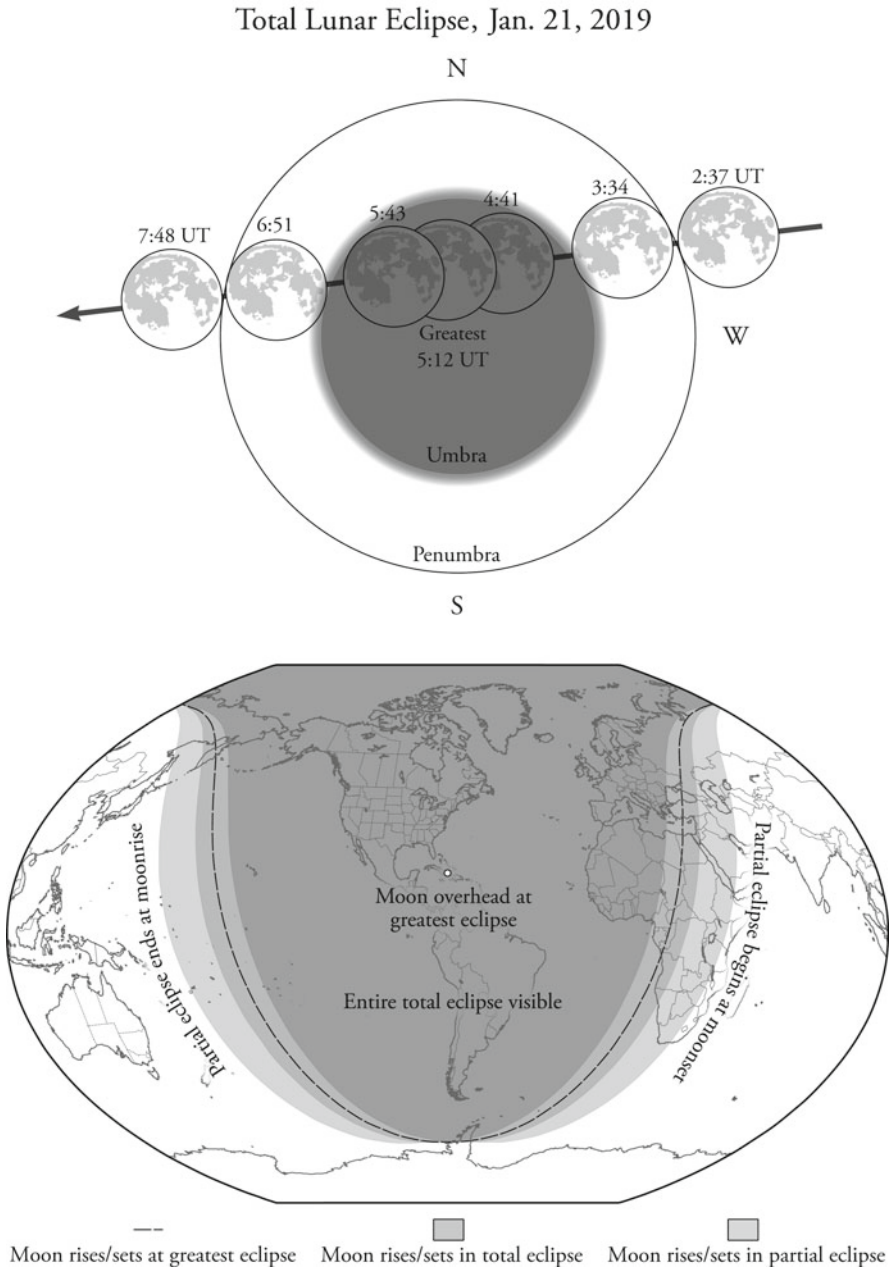 Total Lunar Eclipse, Jan. 21, 2019
N
2:37 UT
3:34
4:41
5:43
6:51
7:48 UT
Greatest
5:12 UT
W
Umbra
Penumbra
S
Partial eclipse ends at moonrise
Moon overhead at
greatest eclipse
Entire total eclipse visible
Partial eclipse begins at moonset
Moon rises/sets at greatest eclipse
Moon rises/sets in total eclipse
Moon rises/sets in partial eclipse